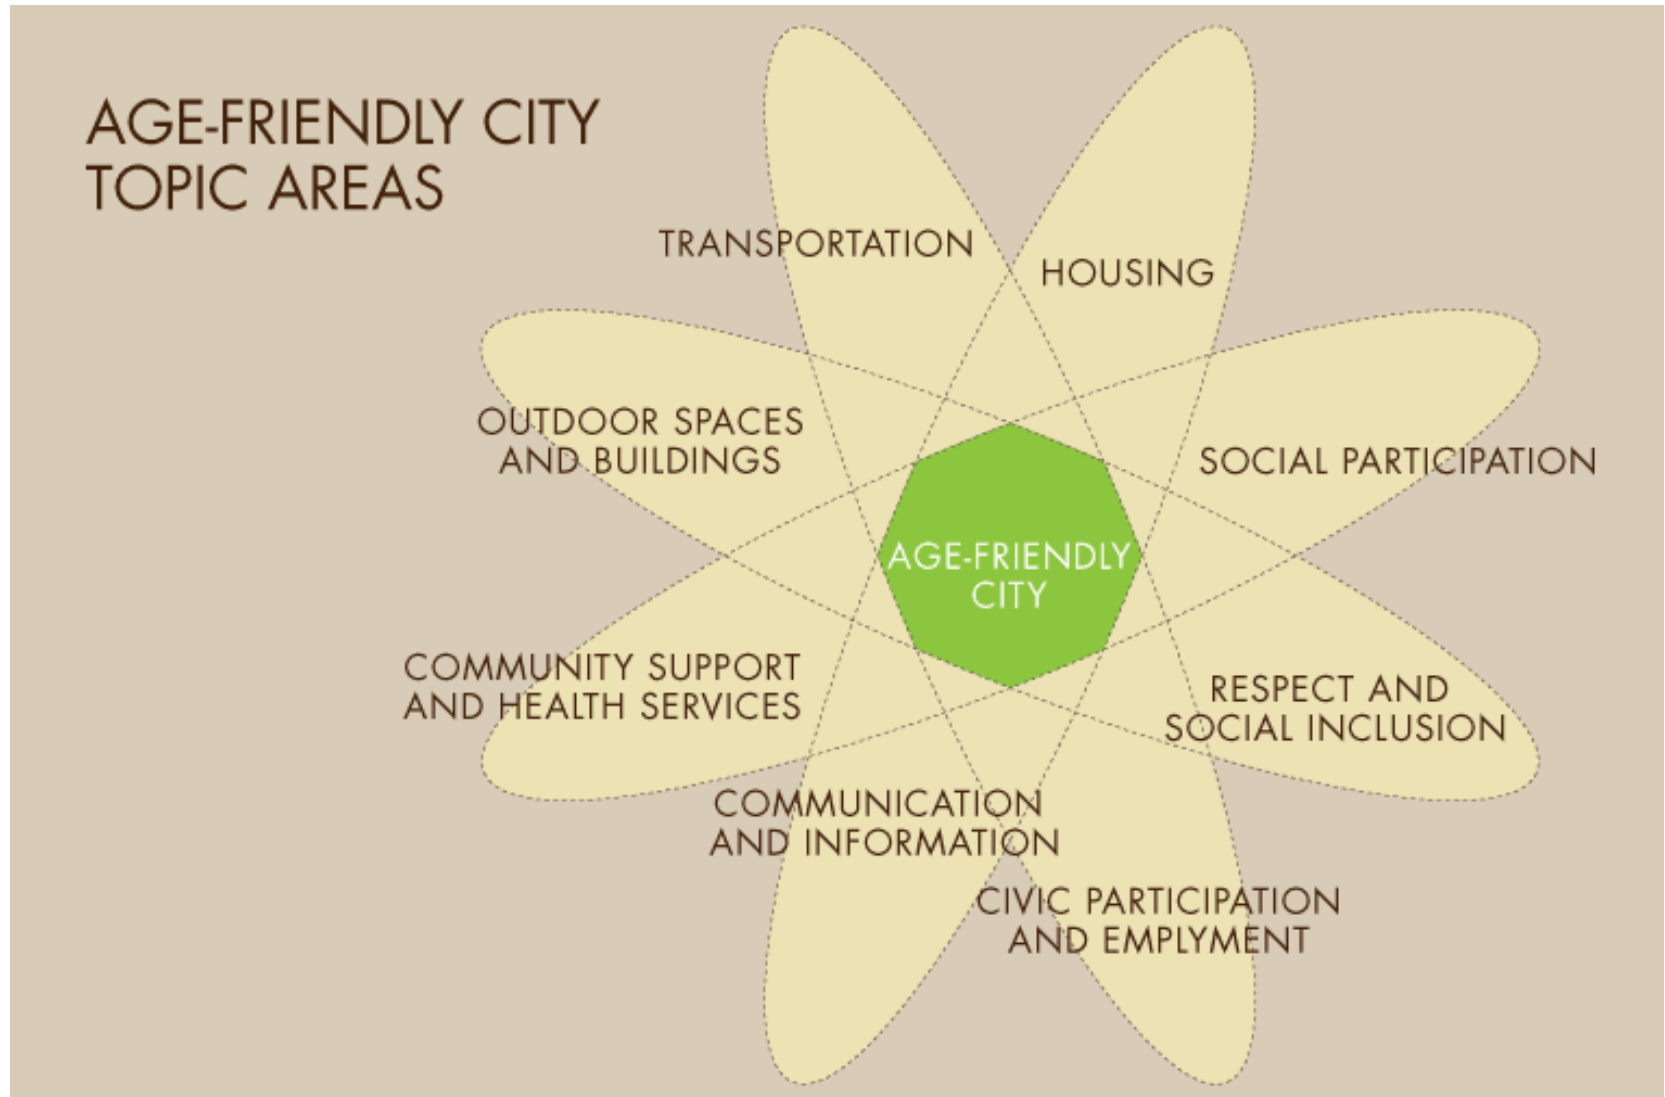 AGE-FRIENDLY CITY
TOPIC AREAS
TRANSPORTATION
HOUSING
OUTDOOR SPACES
AND BUILDINGS
SOCIAL PARTICIPATION
AGE-FRIENDLY
CITY
COMMUNITY SUPPORT
AND HEALTH SERVICES
RESPECT AND
SOCIAL INCLUSION
COMMUNICATION
AND INFORMATION
CIVIC PARTICIPATION
AND EMPLYMENT